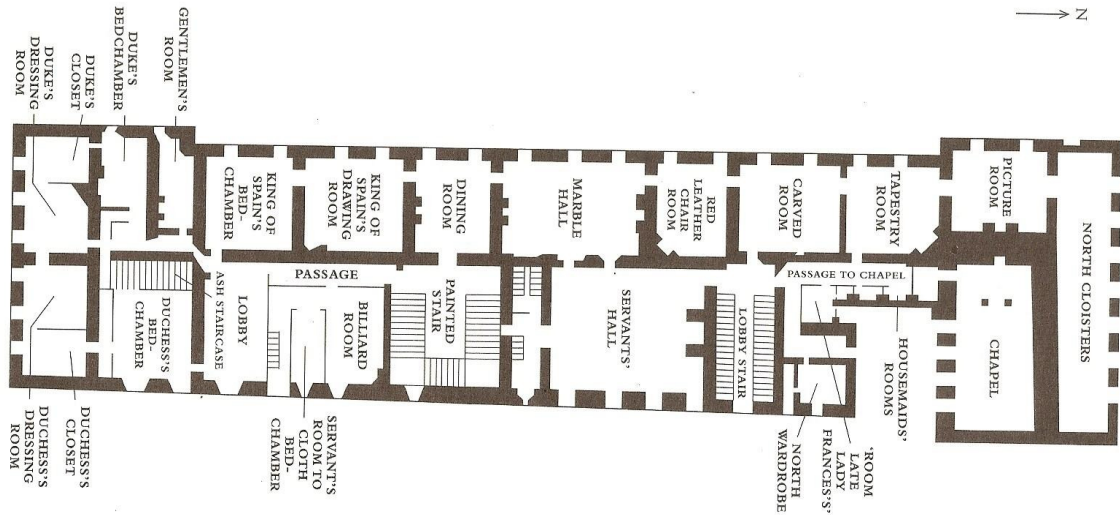 N
GENTLEMEN'S
ROOM
DUKE'S
BEDCHAMBER
DUKE'S
CLOSET
DUKE'S
DRESSING
ROOM
KING OF
SPAIN'S
BED-
CHAMBER
KING OF
SPAIN'S
DRAWING
ROOM
DINING
ROOM
MARBLE
HALL
RED
LEATHER
CHAIR
ROOM
CARVED
ROOM
TAPESTRY
ROOM
PICTURE
ROOM
NORTH CLOISTERS
PASSAGE
PASSAGE TO CHAPEL
ASH STAIRCASE
LOBBY
DUCHESS'S
BED-
CHAMBER
BILLIARD
ROOM
PAINTED
STAIR
SERVANTS'
HALL
LOBBY STAIR
HOUSEMAIDS'
ROOMS
CHAPEL
DUCHESS'S
CLOSET
DUCHESS'S
DRESSING
ROOM
SERVANT'S
ROOM TO
CLOTH
BED-
CHAMBER
'ROOM
LATE
LADY
FRANCES'S'
NORTH
WARDROBE